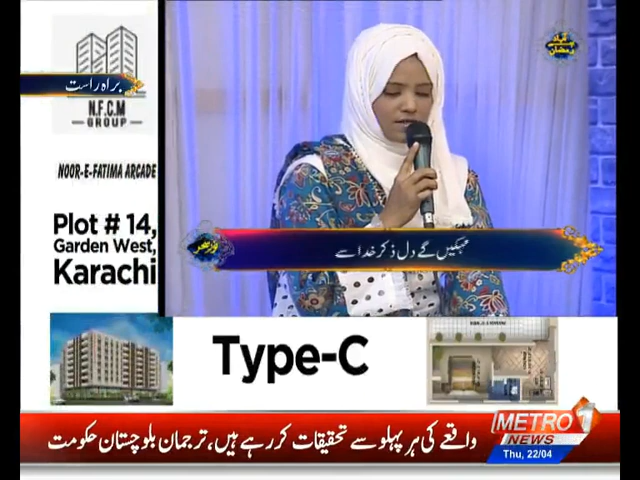 براہ راست
N.F.C.M
GROUP
NOOR-E-FATIMA ARCADE
Plot # 14,
Garden West,
Karachi
مہکیں گے دل ذکر خدا سے
Type-C
واقعے کی ہر پہلو سے تحقیقات کر رہے ہیں، ترجمان بلوچستان حکومت
METRO1
NEWS
Thu, 22/04